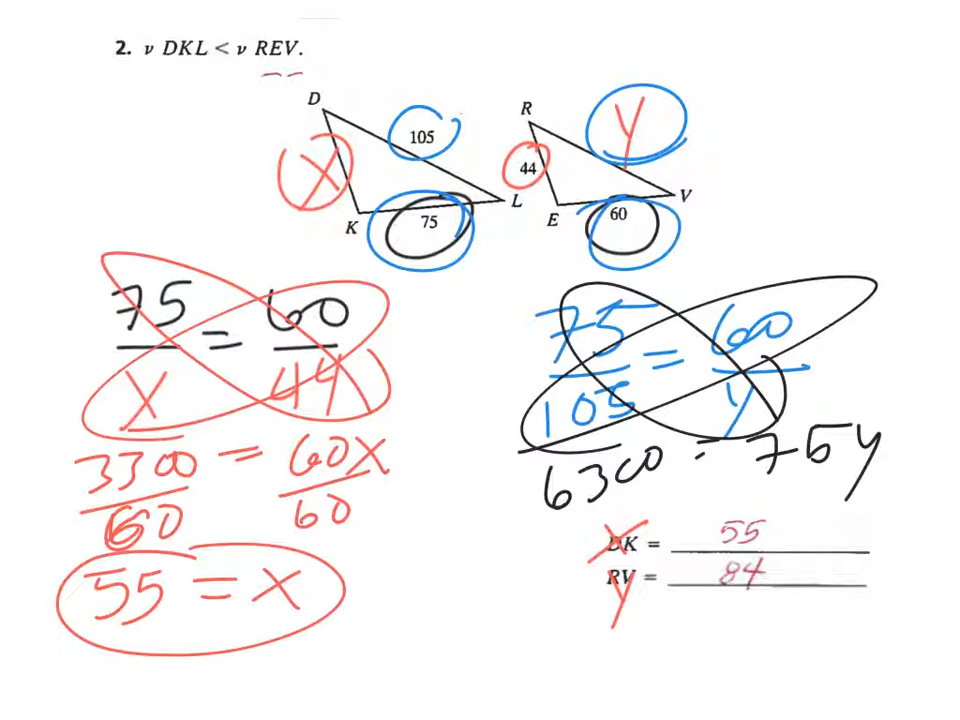 2. ν DKL < ν REV.
D
105
X
K
75
L
R
y
44
E
60
V
75/X = 60/44
3300/60 = 60X/60
55 = X
75/105 = 60/y
6300 = 75y
DK = 55
X
RV = 84
y